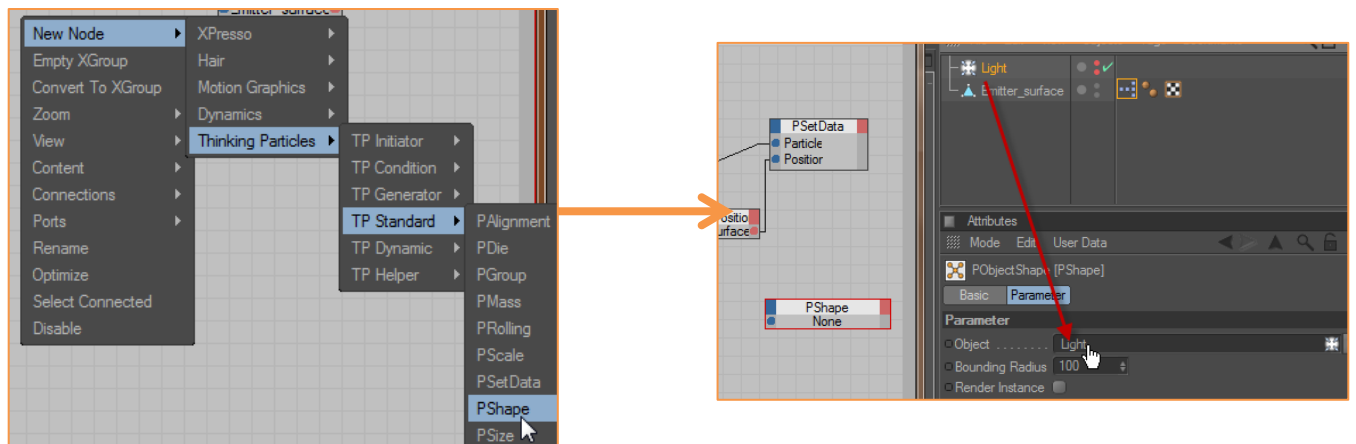 Emitter surface
New Node
Empty XGroup
Convert To XGroup
Zoom
View
Content
Connections
Ports
Rename
Optimize
Select Connected
Disable
XPresso
Hair
Motion Graphics
Dynamics
Thinking Particles
TP Initiator
TP Condition
TP Generator
TP Standard
TP Dynamic
TP Helper
PAlignment
PDie
PGroup
PMass
PRolling
PScale
PSetData
PShape
PSize
PSetData
Particle
Position
ositio
urface
PShape
None
Light
Emitter_surface
Attributes
Mode Edit User Data
PObjectShape [PShape]
Basic Parameter
Parameter
Object ........ Light
Bounding Radius 100
Render Instance